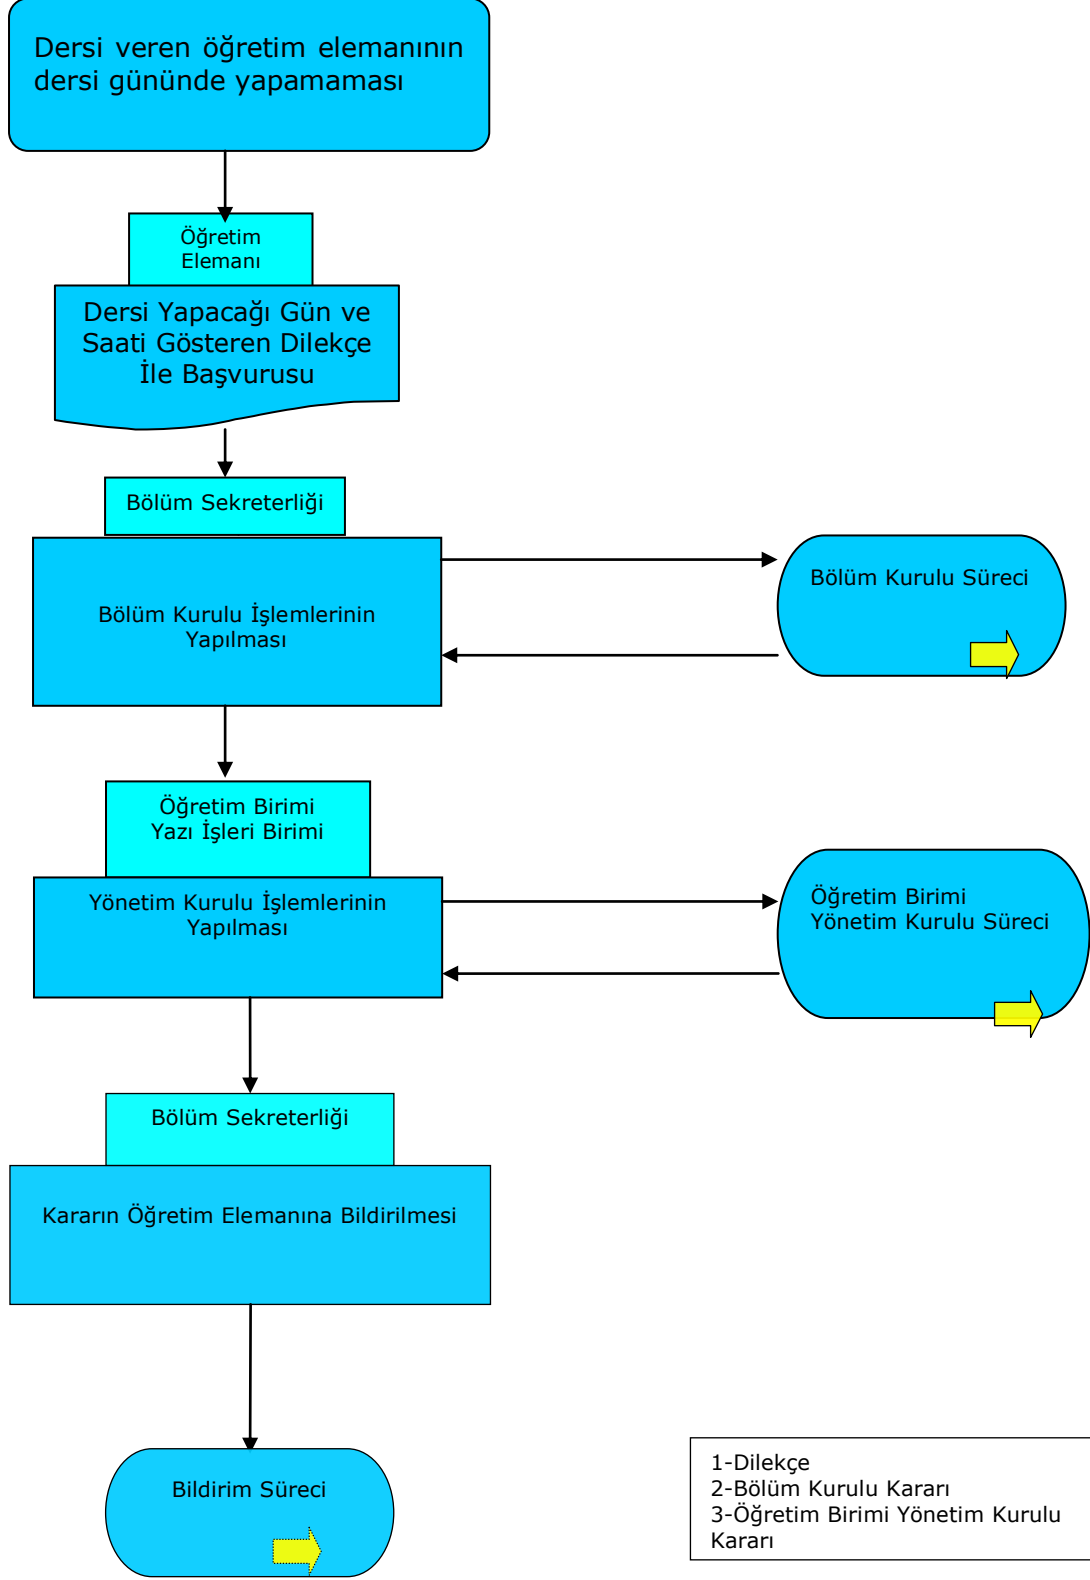 Dersi veren öğretim elemanının
dersi gününde yapamaması
Öğretim
Elemanı
Dersi Yapacağı Gün ve
Saati Gösteren Dilekçe
İle Başvurusu
Bölüm Sekreterliği
Bölüm Kurulu İşlemlerinin
Yapılması
Bölüm Kurulu Süreci
Öğretim Birimi
Yazı İşleri Birimi
Yönetim Kurulu İşlemlerinin
Yapılması
Öğretim Birimi
Yönetim Kurulu Süreci
Bölüm Sekreterliği
Kararın Öğretim Elemanına Bildirilmesi
Bildirim Süreci
1-Dilekçe
2-Bölüm Kurulu Kararı
3-Öğretim Birimi Yönetim Kurulu
Kararı